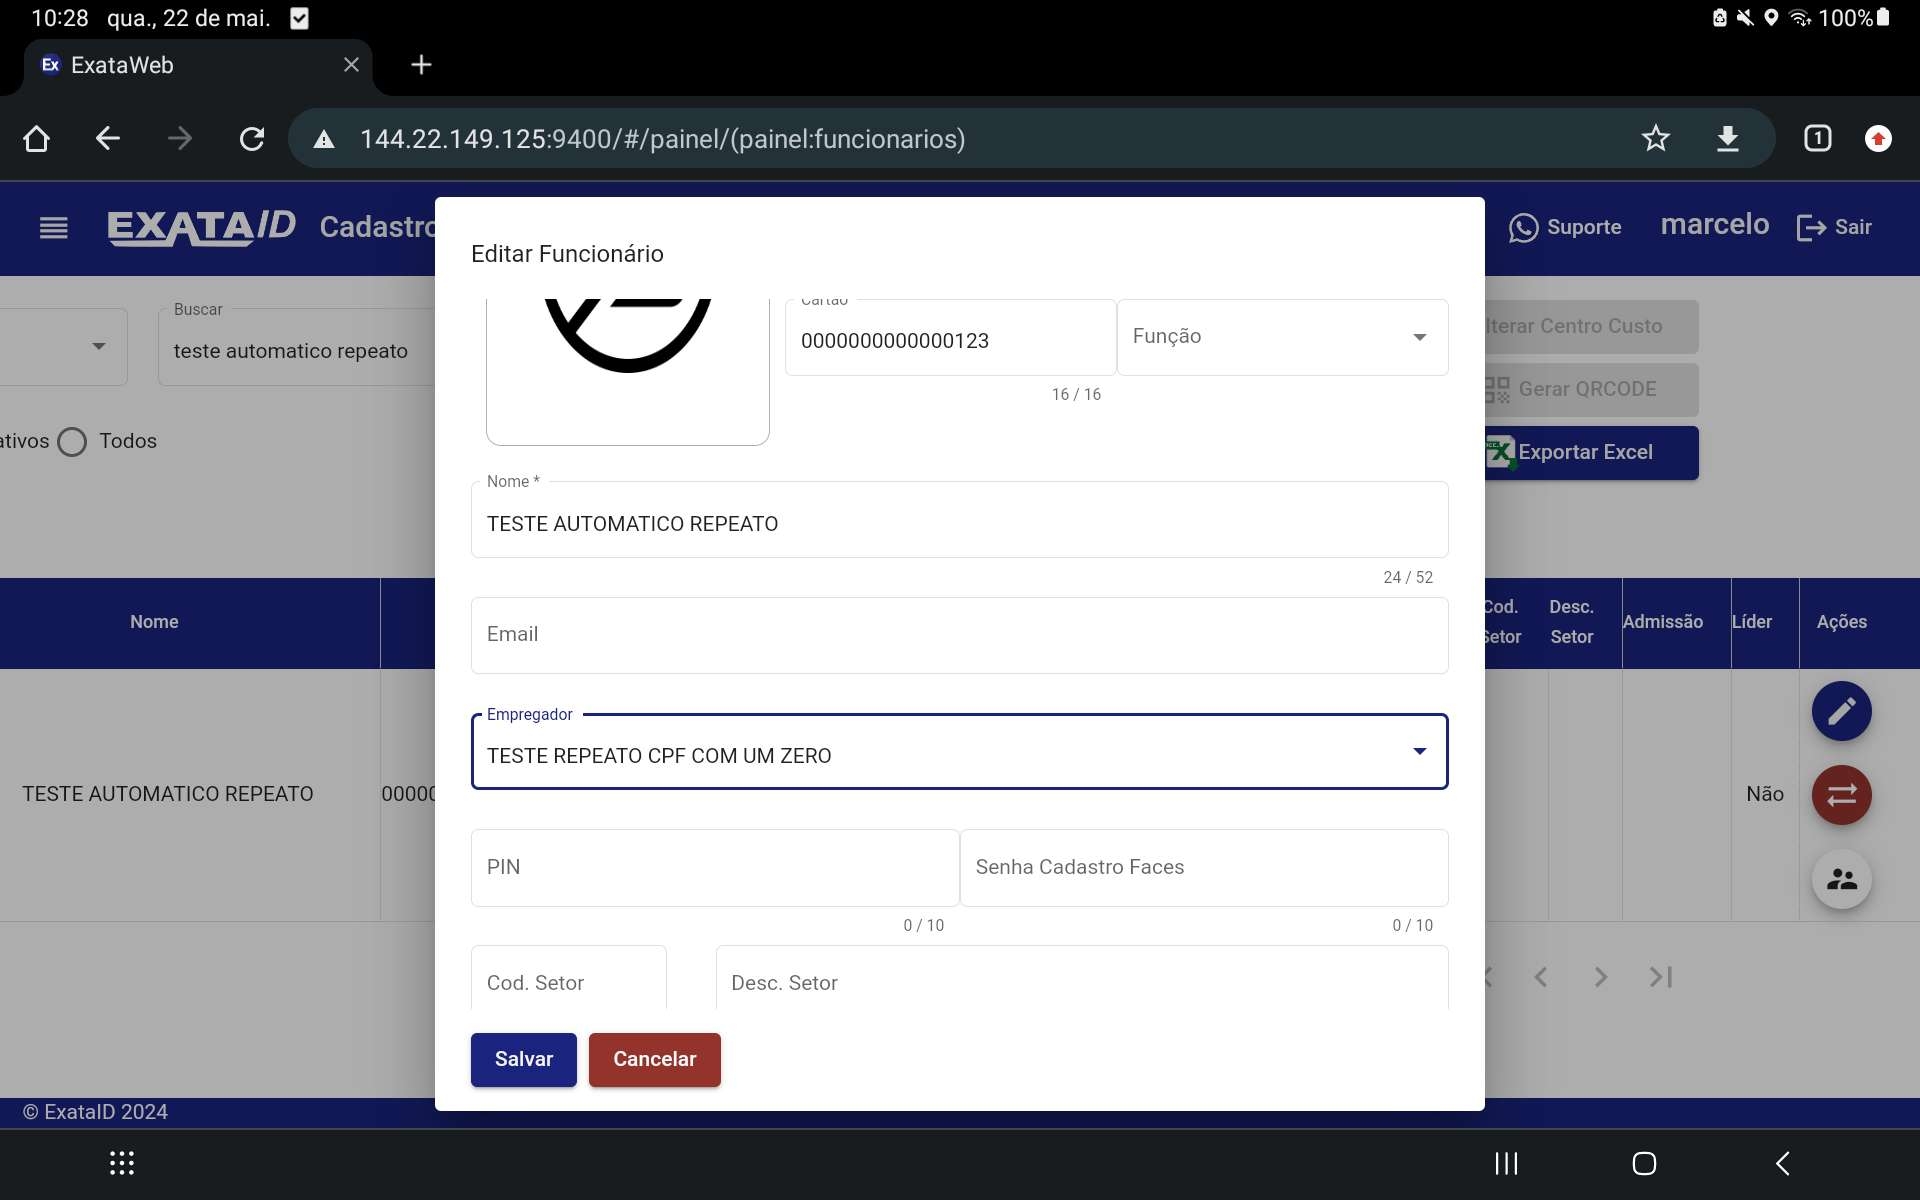 10:28 qua., 22 de mai. 100%
Ex ExataWeb
1
144.22.149.125:9400/#/painel/(painel:funcionarios)
EXATAID Cadastro Suporte marcelo Sair
Editar Funcionário
Buscar
teste automatico repeato
ativos Todos
Cartão
0000000000000123
16 / 16
Função
lterar Centro Custo
Gerar QRCODE
Exportar Excel
Nome *
TESTE AUTOMATICO REPEATO
24 / 52
Email
Empregador
TESTE REPEATO CPF COM UM ZERO
PIN
0 / 10
Senha Cadastro Faces
0 / 10
Cod. Setor
Desc. Setor
Salvar
Cancelar
Nome
Cod. Setor
Desc. Setor
Admissão
Líder
Ações
TESTE AUTOMATICO REPEATO
0000
Não
© ExataID 2024